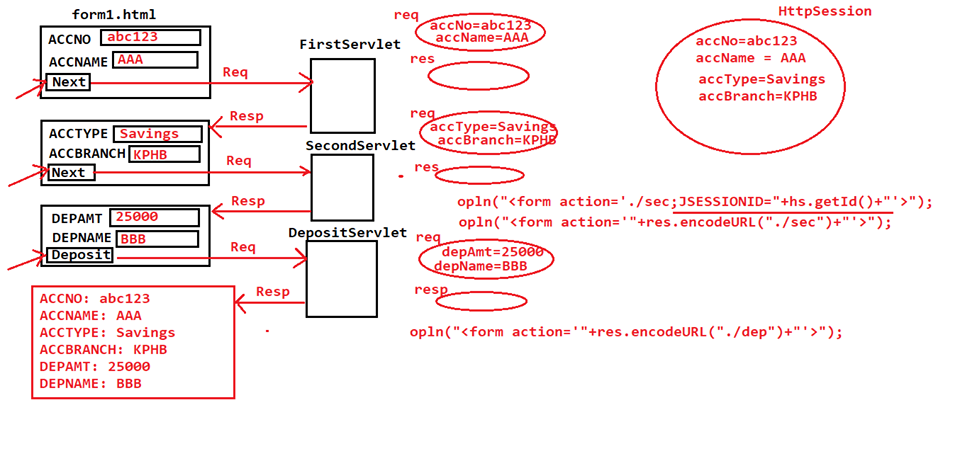 form1.html
ACCNO abc123
ACCNAME AAA
Next
Req
FirstServlet
req
accNo=abc123
accName=AAA
res
HttpSession
accNo=abc123
accName = AAA
accType=Savings
accBranch=KPHB
Resp
ACCTYPE Savings
ACCBRANCH KPHB
Next
Req
SecondServlet
req
accType=Savings
accBranch=KPHB
res
opln("<form action='./sec;JSESSIONID="+hs.getId()+"'>");
opln("<form action='"+res.encodeURL("./sec")+"'>");
Resp
DEPAMT 25000
DEPNAME BBB
Deposit
Req
DepositServlet
req
depAmt=25000
depName=BBB
resp
Resp
opln("<form action='"+res.encodeURL("./dep")+"'>");
ACCNO: abc123
ACCNAME: AAA
ACCTYPE: Savings
ACCBRANCH: KPHB
DEPAMT: 25000
DEPNAME: BBB